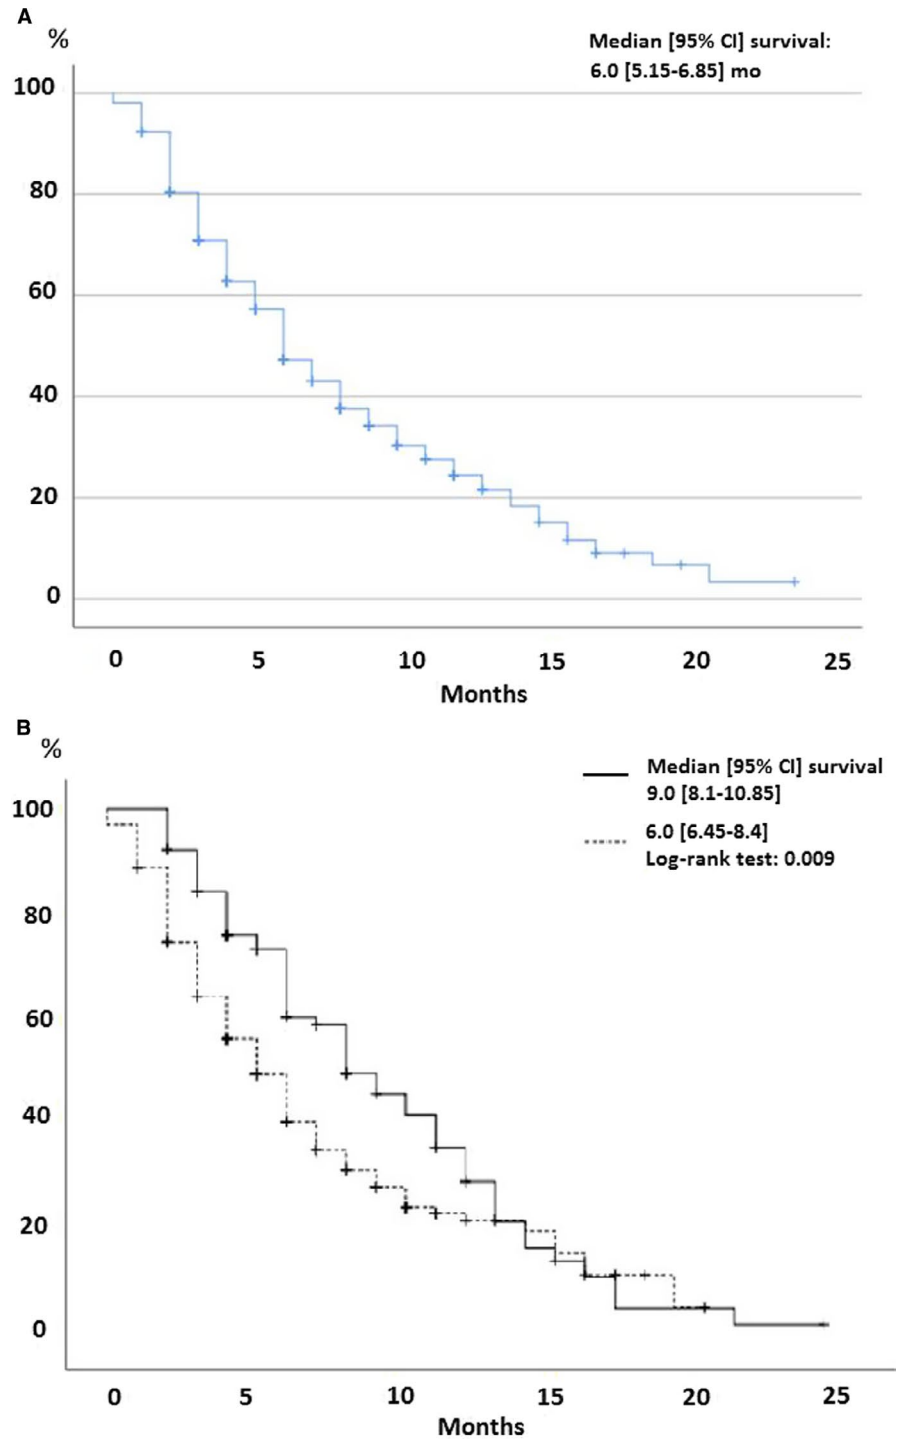 A
%
Median [95% CI] survival:
6.0 [5.15-6.85] mo
100
80
60
40
20
0
0 5 10 15 20 25
Months
B
%
Median [95% CI] survival
9.0 [8.1-10.85]
6.0 [6.45-8.4]
Log-rank test: 0.009
100
80
60
40
20
0
0 5 10 15 20 25
Months